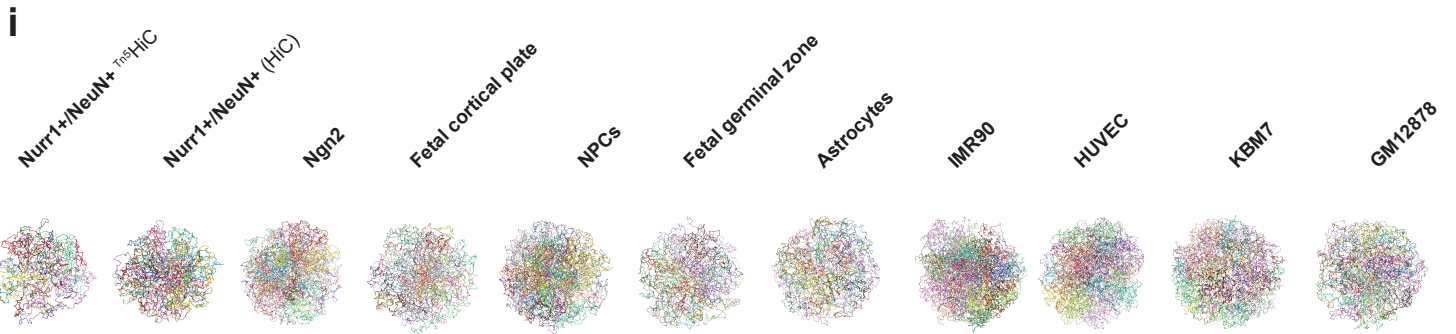 i
Nurr1+/NeuN+ Tn5HiC
Nurr1+/NeuN+ (HiC)
Ngn2
Fetal cortical plate
NPCs
Fetal germinal zone
Astrocytes
IMR90
HUVEC
KBM7
GM12878